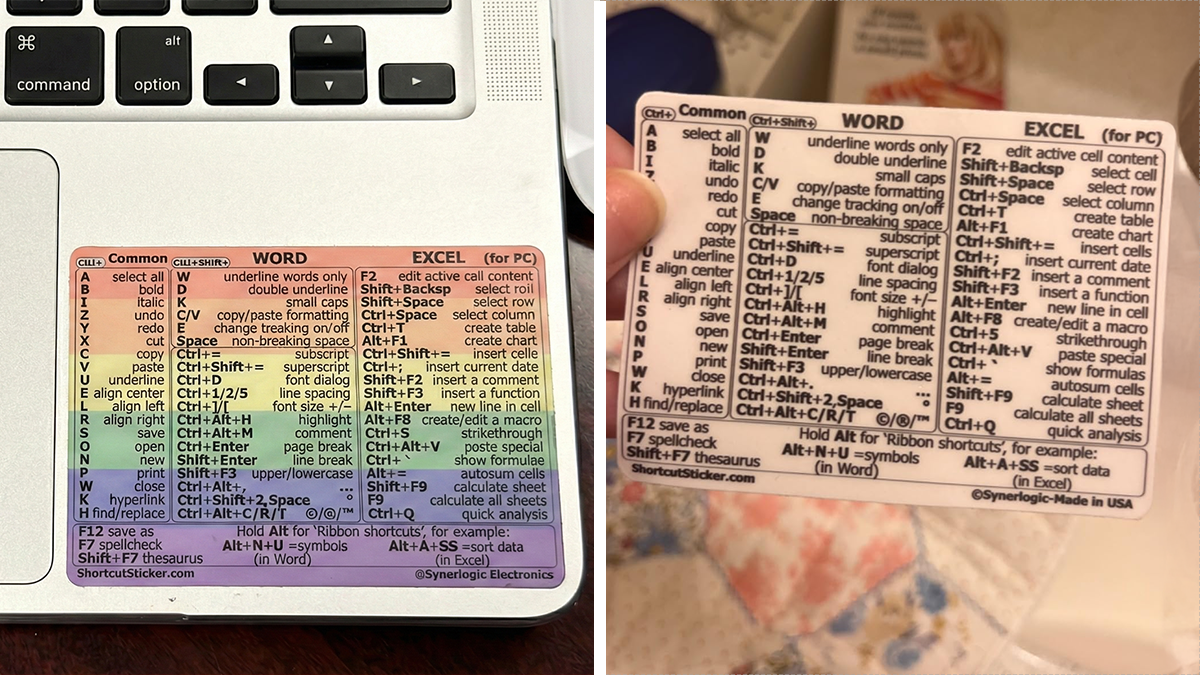 command
alt
option
Common WORD EXCEL (for PC)
A select all
B bold
I italic
Z undo
Y redo
X cut
C copy
V paste
U underline
E align center
L align left
R align right
S save
O open
N new
P print
W close
K hyperlink
H find/replace
W underline words only
D double underline
K small caps
C/V copy/paste formatting
E change treaking on/off
Space non-breaking space
Ctrl+= subscript
Ctrl+Shift+= superscript
Ctrl+D font dialog
Ctrl+1/2/5 line spacing
Ctrl+]/[ font size +/–
Ctrl+Alt+H highlight
Ctrl+Alt+M comment
Ctrl+Enter page break
Shift+Enter line break
Shift+F3 upper/lowercase
Ctrl+Alt+, ...
Ctrl+Shift+2,Space °
Ctrl+Alt+C/R/T ©/@/™
F2 edit active call content
Shift+Backsp select roil
Shift+Space select row
Ctrl+Space select column
Ctrl+T create table
Alt+F1 create chart
Ctrl+Shift+= insert celle
Ctrl+; insert current date
Shift+F2 insert a comment
Shift+F3 insert a function
Alt+Enter new line in cell
Alt+F8 create/edit a macro
Ctrl+S strikethrough
Ctrl+Alt+V poste special
Ctrl+` show formulae
Alt+= autosum cells
Shift+F9 calculate sheet
F9 calculate all sheets
Ctrl+Q quick analysis
F12 save as
F7 spellcheck
Shift+F7 thesaurus
Hold Alt for ‘Ribbon shortcuts’, for example:
Alt+N+U =symbols
(in Word)
Alt+A+SS =sort data
(in Excel)
ShortcutSticker.com
@Synerlogic Electronics
Ctrl+ Common Ctrl+Shift+ WORD EXCEL (for PC)
A select all
B bold
I italic
Z undo
redo
cut
copy
paste
U underline
E align center
L align left
R align right
S save
O open
N new
P print
W close
K hyperlink
H find/replace
W underline words only
D double underline
K small caps
C/V copy/paste formatting
E change tracking on/off
Space non-breaking space
Ctrl+= subscript
Ctrl+Shift+= superscript
Ctrl+D font dialog
Ctrl+1/2/5 line spacing
Ctrl+]/[ font size +/–
Ctrl+Alt+H highlight
Ctrl+Alt+M comment
Ctrl+Enter page break
Shift+Enter line break
Shift+F3 upper/lowercase
Ctrl+Alt+. ...
Ctrl+Shift+2,Space °
Ctrl+Alt+C/R/T ©/®/™
F2 edit active cell content
Shift+Backsp select cell
Shift+Space select row
Ctrl+Space select column
Ctrl+T create table
Alt+F1 create chart
Ctrl+Shift+= insert cells
Ctrl+; insert current date
Shift+F2 insert a comment
Shift+F3 insert a function
Alt+Enter new line in cell
Alt+F8 create/edit a macro
Ctrl+5 strikethrough
Ctrl+Alt+V paste special
Ctrl+` show formulas
Alt+= autosum cells
Shift+F9 calculate sheet
F9 calculate all sheets
Ctrl+Q quick analysis
F12 save as
F7 spellcheck
Shift+F7 thesaurus
Hold Alt for ‘Ribbon shortcuts’, for example:
Alt+N+U =symbols
(in Word)
Alt+A+SS =sort data
(in Excel)
ShortcutSticker.com
©Synerlogic-Made in USA